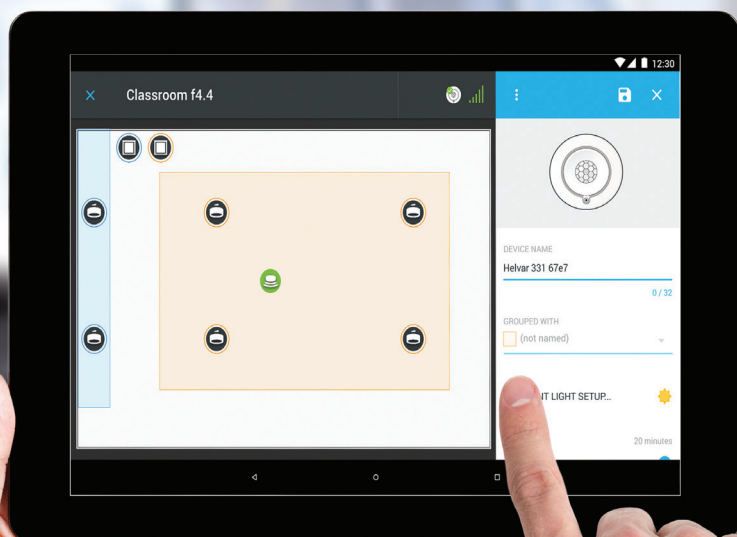 12:30
Classroom f4.4
DEVICE NAME
Helvar 331 67e7
0 / 32
GROUPED WITH
(not named)
LIGHT SETUP...
20 minutes